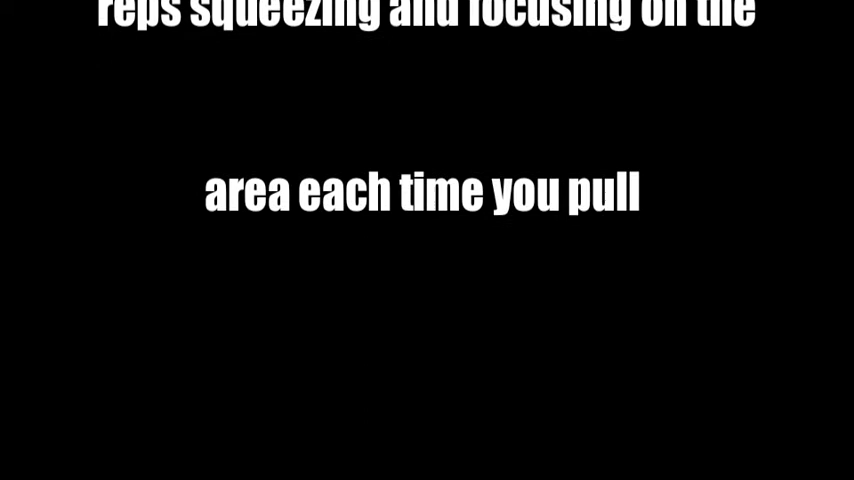 reps squeezing and focusing on the
area each time you pull